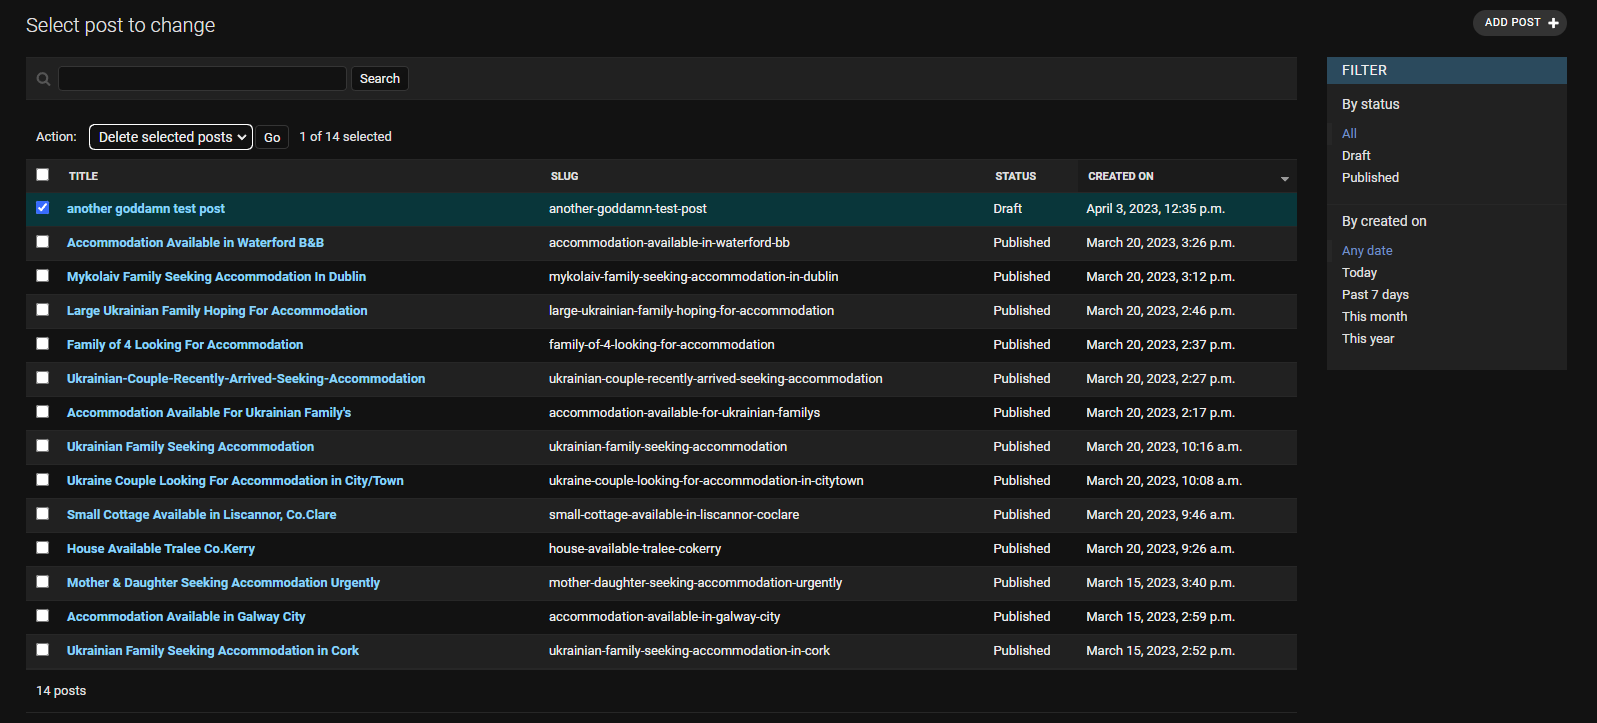 Select post to change
ADD POST +
Search
Action: Delete selected posts Go 1 of 14 selected
TITLE SLUG STATUS CREATED ON
another goddamn test post another-goddamn-test-post Draft April 3, 2023, 12:35 p.m.
Accommodation Available in Waterford B&B accommodation-available-in-waterford-bb Published March 20, 2023, 3:26 p.m.
Mykolaiv Family Seeking Accommodation In Dublin mykolaiv-family-seeking-accommodation-in-dublin Published March 20, 2023, 3:12 p.m.
Large Ukrainian Family Hoping For Accommodation large-ukrainian-family-hoping-for-accommodation Published March 20, 2023, 2:46 p.m.
Family of 4 Looking For Accommodation family-of-4-looking-for-accommodation Published March 20, 2023, 2:37 p.m.
Ukrainian-Couple-Recently-Arrived-Seeking-Accommodation ukrainian-couple-recently-arrived-seeking-accommodation Published March 20, 2023, 2:27 p.m.
Accommodation Available For Ukrainian Family's accommodation-available-for-ukrainian-familys Published March 20, 2023, 2:17 p.m.
Ukrainian Family Seeking Accommodation ukrainian-family-seeking-accommodation Published March 20, 2023, 10:16 a.m.
Ukraine Couple Looking For Accommodation in City/Town ukraine-couple-looking-for-accommodation-in-citytown Published March 20, 2023, 10:08 a.m.
Small Cottage Available in Liscannor, Co.Clare small-cottage-available-in-liscannor-coclare Published March 20, 2023, 9:46 a.m.
House Available Tralee Co.Kerry house-available-tralee-cokerry Published March 20, 2023, 9:26 a.m.
Mother & Daughter Seeking Accommodation Urgently mother-daughter-seeking-accommodation-urgently Published March 15, 2023, 3:40 p.m.
Accommodation Available in Galway City accommodation-available-in-galway-city Published March 15, 2023, 2:59 p.m.
Ukrainian Family Seeking Accommodation in Cork ukrainian-family-seeking-accommodation-in-cork Published March 15, 2023, 2:52 p.m.
14 posts
FILTER
By status
All
Draft
Published
By created on
Any date
Today
Past 7 days
This month
This year